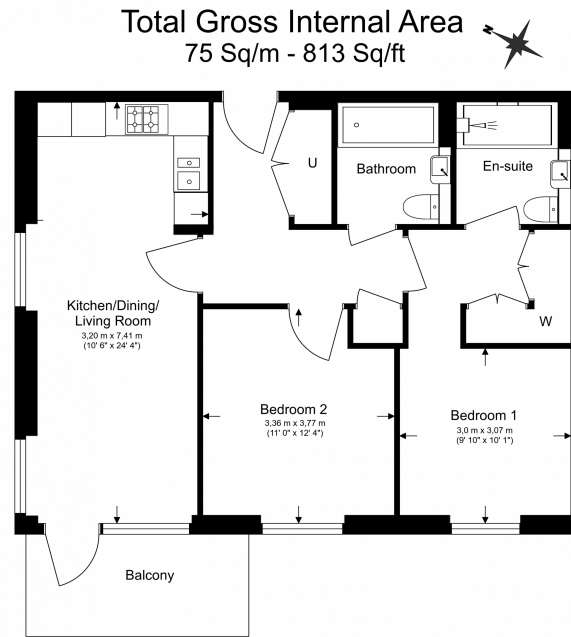 Total Gross Internal Area
75 Sq/m - 813 Sq/ft
N
U
Bathroom
En-suite
Kitchen/Dining/
Living Room
3,20 m x 7,41 m
(10' 6" x 24' 4")
W
Bedroom 2
3,36 m x 3,77 m
(11' 0" x 12' 4")
Bedroom 1
3,0 m x 3,07 m
(9' 10" x 10' 1")
Balcony